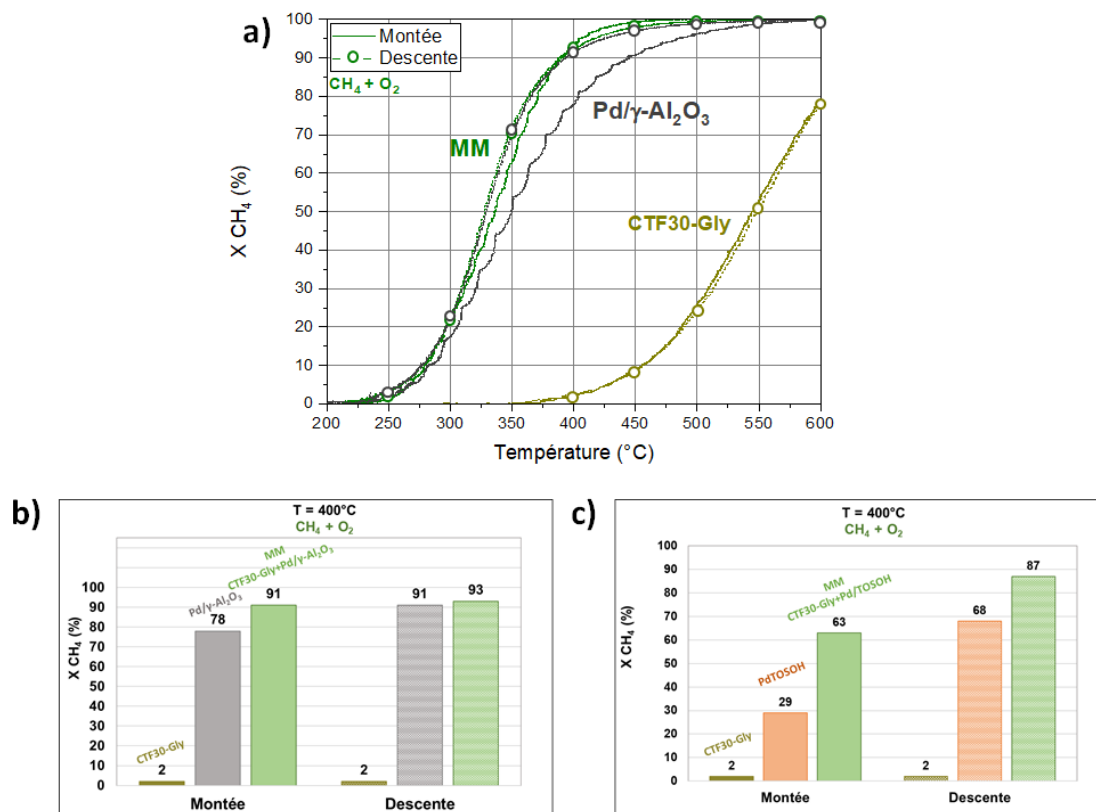 a)
Montée
Descente
CH₄ + O₂
MM
Pd/γ-Al₂O₃
CTF30-Gly
X CH₄ (%)
100
90
80
70
60
50
40
30
20
10
0
200 250 300 350 400 450 500 550 600
Température (°C)
b)
T = 400°C
CH₄ + O₂
MM
CTF30-Gly+Pd/γ-Al₂O₃
Pd/γ-Al₂O₃
CTF30-Gly
X CH₄ (%)
100
90
80
70
60
50
40
30
20
10
0
2 78 91 2 91 93
Montée Descente
c)
T = 400°C
CH₄ + O₂
MM
CTF30-Gly+Pd/TOSOH
PdTOSOH
CTF30-Gly
X CH₄ (%)
100
90
80
70
60
50
40
30
20
10
0
2 29 63 2 68 87
Montée Descente